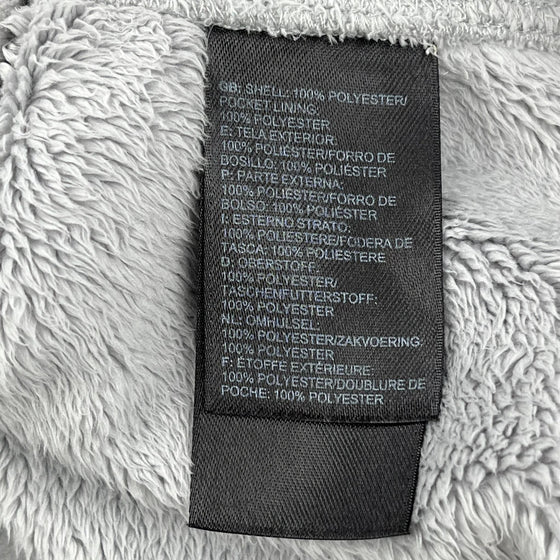 GB; SHELL: 100% POLYESTER/
POCKET LINING:
100% POLYESTER
E: TELA EXTERIOR:
100% POLIÉSTER/FORRO DE
BOSILLO: 100% POLIÉSTER
P: PARTE EXTERNA:
100% POLIÉSTER/FORRO DE
BOLSO: 100% POLIÉSTER
I: ESTERNO STRATO:
100% POLIESTERE/FODERA DE
TASCA: 100% POLIESTERE
D: OBERSTOFF:
100% POLYESTER/
TASCHENFUTTERSTOFF:
100% POLYESTER
NL: OMHULSEL:
100% POLYESTER/ZAKVOERING:
100% POLYESTER
F: ÉTOFFE EXTÉRIEURE:
100% POLYESTER/DOUBLURE DE
POCHE: 100% POLYESTER